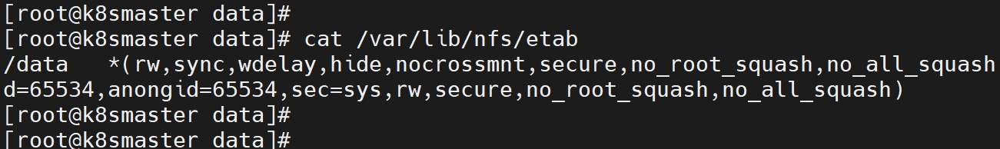 [root@k8smaster data]#
[root@k8smaster data]# cat /var/lib/nfs/etab
/data   *(rw,sync,wdelay,hide,nocrossmnt,secure,no_root_squash,no_all_squash
d=65534,anongid=65534,sec=sys,rw,secure,no_root_squash,no_all_squash)
[root@k8smaster data]#
[root@k8smaster data]#